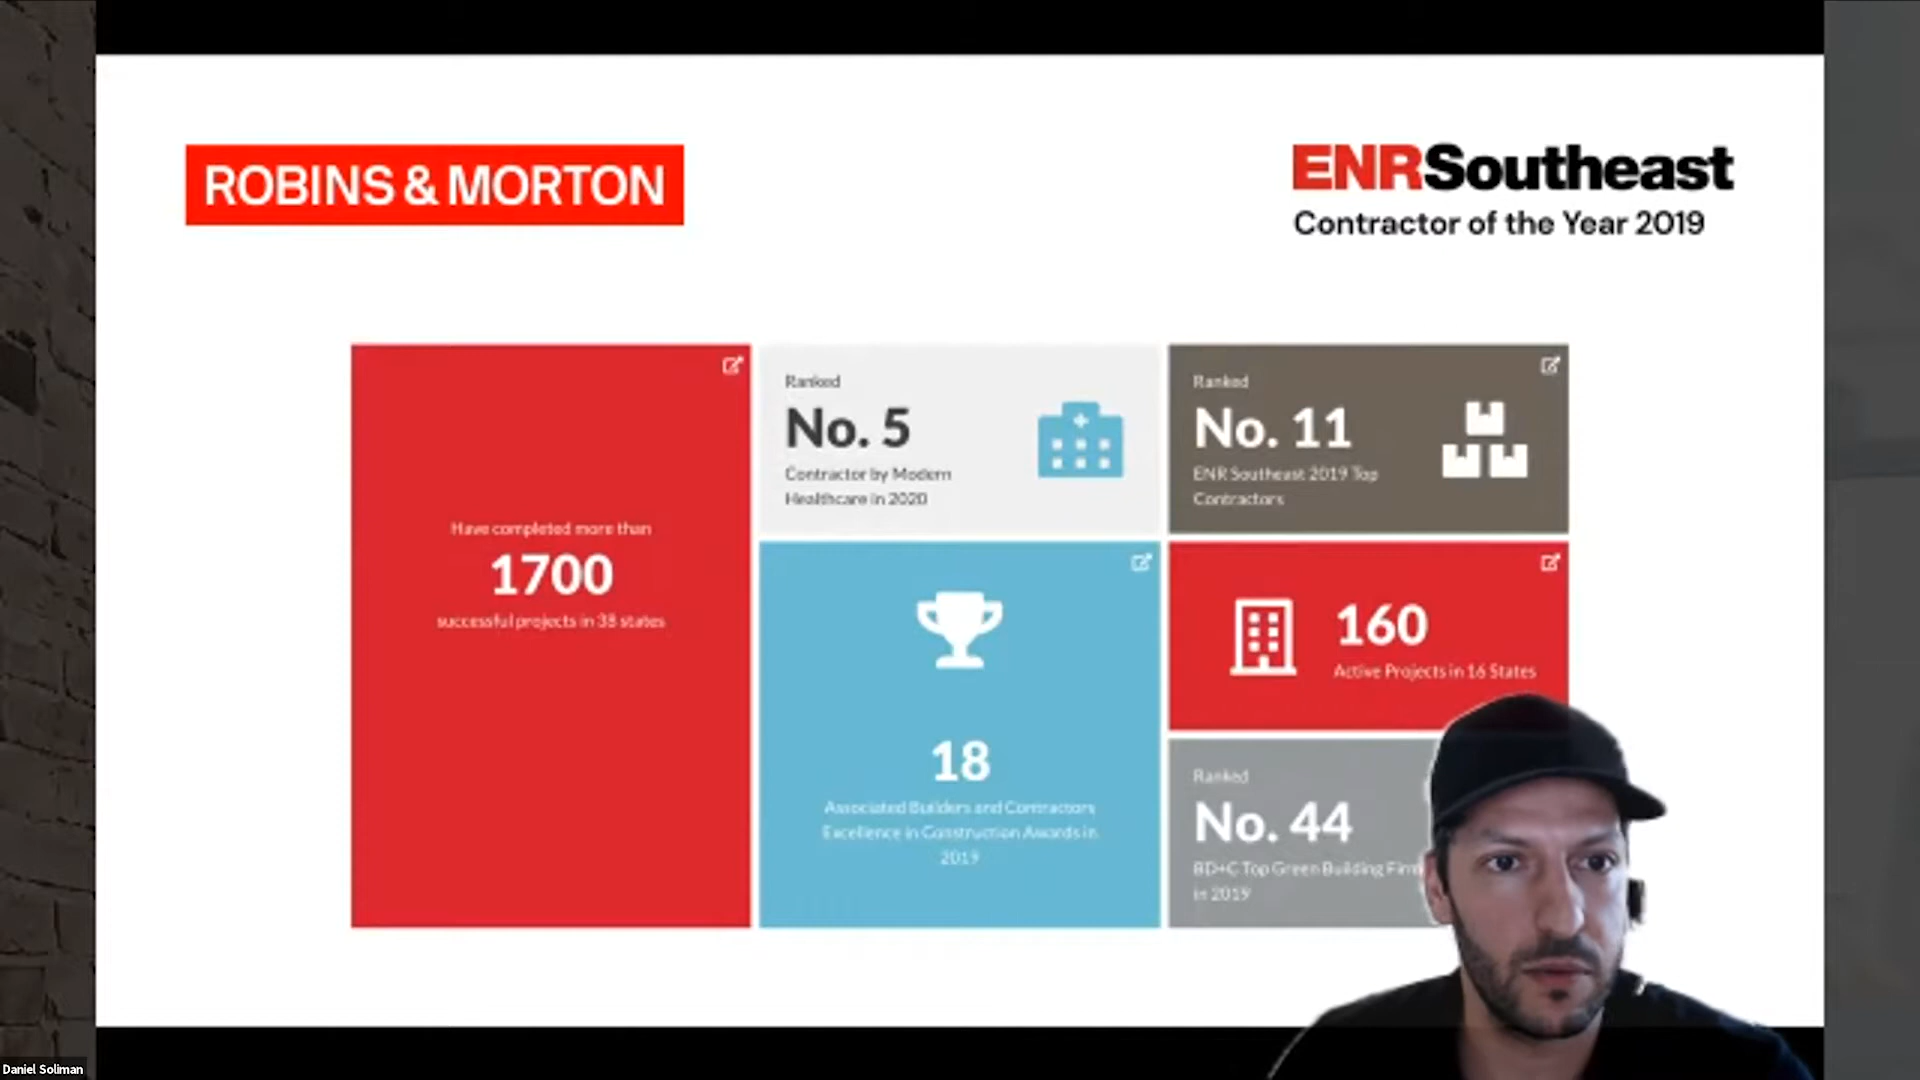 ROBINS & MORTON
ENRSoutheast
Contractor of the Year 2019
Have completed more than
1700
successful projects in 38 states
Ranked
No. 5
Contractor by Modern
Healthcare in 2020
Ranked
No. 11
ENR Southeast 2019 Top
Contractors
18
Associated Builders and Contractors
Excellence in Construction Awards in
2019
160
Active Projects in 16 States
Ranked
No. 44
BD+C Top Green Building Firm
in 2019
Daniel Soliman